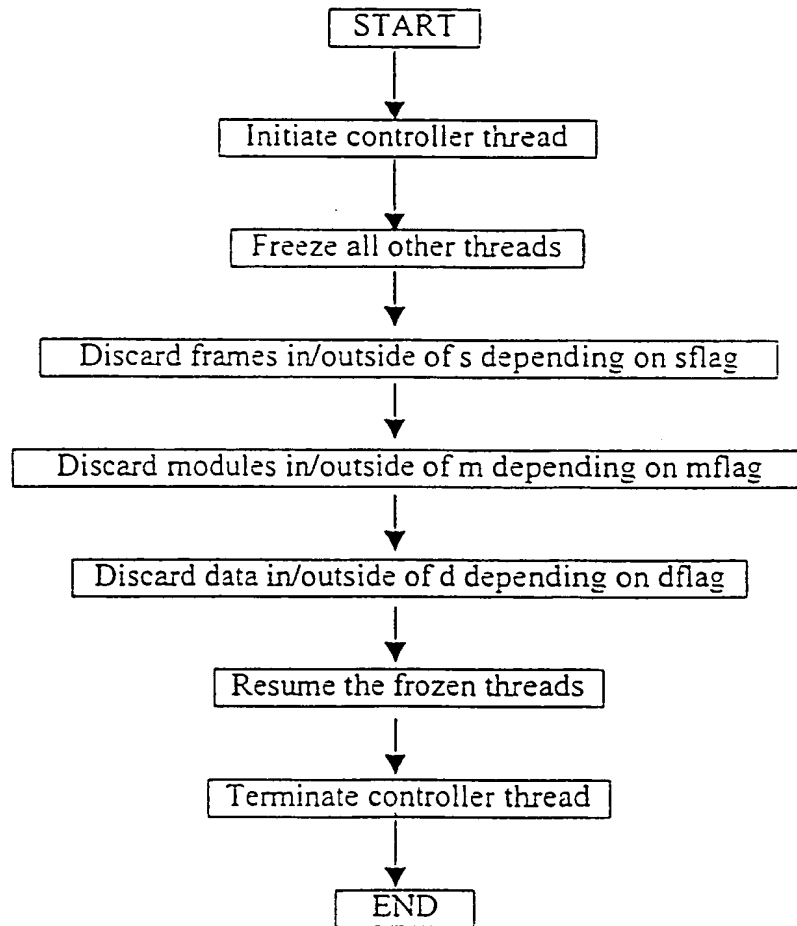 START
Initiate controller thread
Freeze all other threads
Discard frames in/outside of s depending on sflag
Discard modules in/outside of m depending on mflag
Discard data in/outside of d depending on dflag
Resume the frozen threads
Terminate controller thread
END